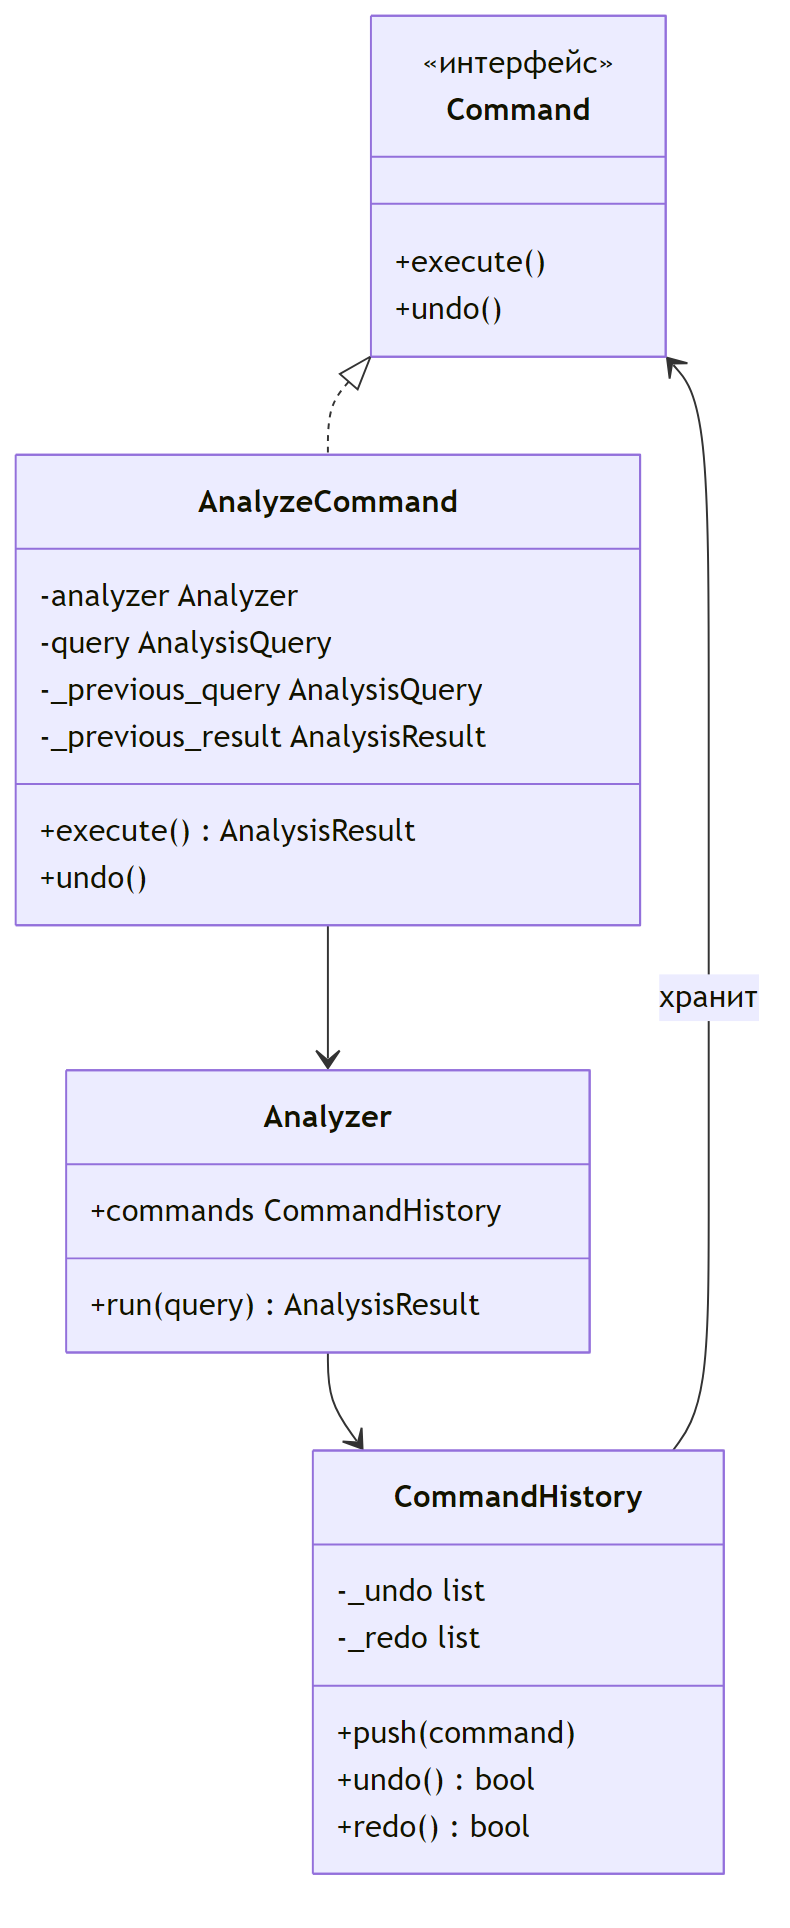 «интерфейс»
Command
+execute()
+undo()
AnalyzeCommand
-analyzer Analyzer
-query AnalysisQuery
-_previous_query AnalysisQuery
-_previous_result AnalysisResult
+execute() : AnalysisResult
+undo()
хранит
Analyzer
+commands CommandHistory
+run(query) : AnalysisResult
CommandHistory
-_undo list
-_redo list
+push(command)
+undo() : bool
+redo() : bool